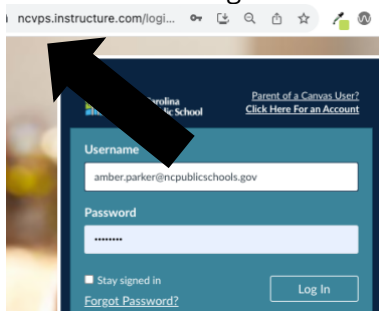 ncvps.instructure.com/logi...
Parent of a Canvas User?
Click Here For an Account
School
Username
amber.parker@ncpublicschools.gov
Password
••••••••
Stay signed in
Log In
Forgot Password?